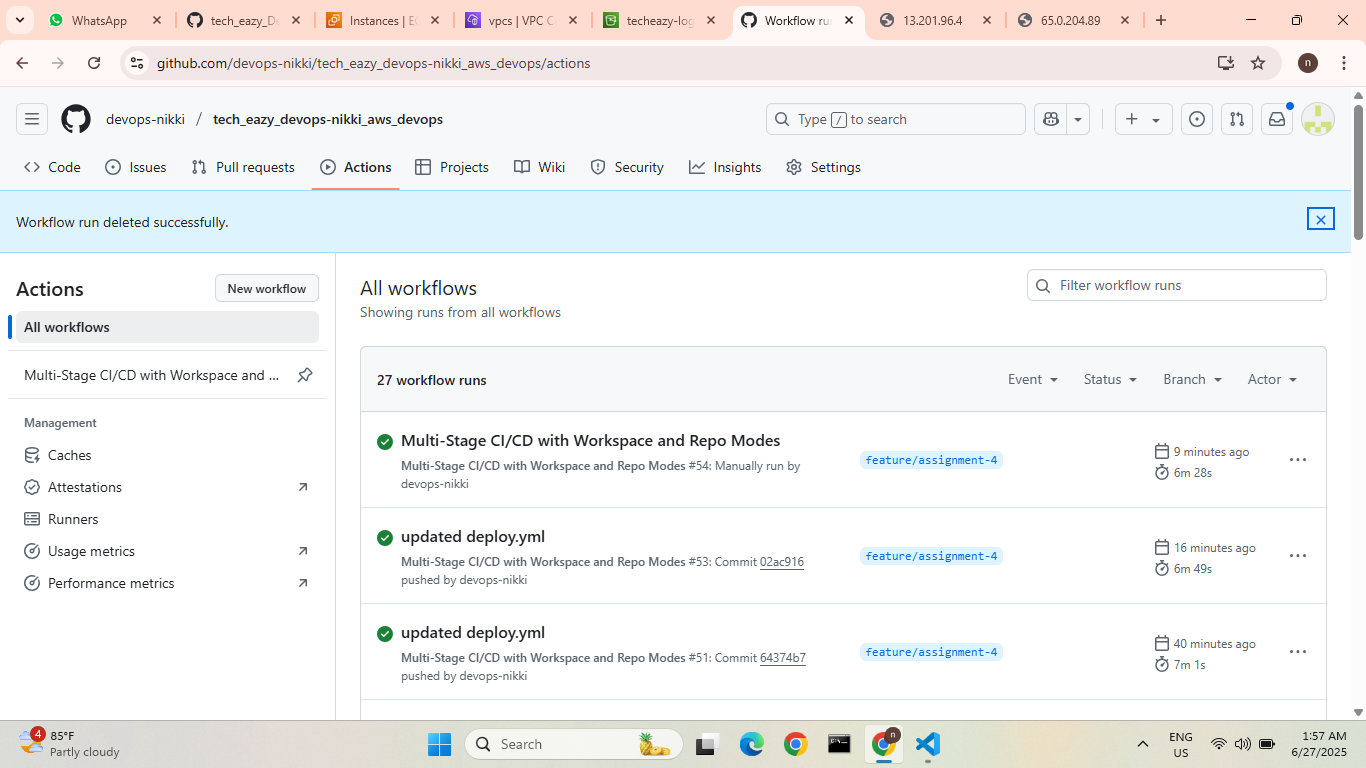 WhatsApp
tech_eazy_De
Instances | EC
vpcs | VPC Co
techeazy-log
Workflow run
13.201.96.4
65.0.204.89
github.com/devops-nikki/tech_eazy_devops-nikki_aws_devops/actions
n
devops-nikki / tech_eazy_devops-nikki_aws_devops
Type / to search
Code
Issues
Pull requests
Actions
Projects
Wiki
Security
Insights
Settings
Workflow run deleted successfully.
Actions
New workflow
All workflows
Multi-Stage CI/CD with Workspace and ...
Management
Caches
Attestations
Runners
Usage metrics
Performance metrics
All workflows
Showing runs from all workflows
Filter workflow runs
27 workflow runs
Event
Status
Branch
Actor
Multi-Stage CI/CD with Workspace and Repo Modes
Multi-Stage CI/CD with Workspace and Repo Modes #54: Manually run by
devops-nikki
feature/assignment-4
9 minutes ago
6m 28s
updated deploy.yml
Multi-Stage CI/CD with Workspace and Repo Modes #53: Commit 02ac916
pushed by devops-nikki
feature/assignment-4
16 minutes ago
6m 49s
updated deploy.yml
Multi-Stage CI/CD with Workspace and Repo Modes #51: Commit 64374b7
pushed by devops-nikki
feature/assignment-4
40 minutes ago
7m 1s
4
85°F
Partly cloudy
Search
n
ENG
US
1:57 AM
6/27/2025